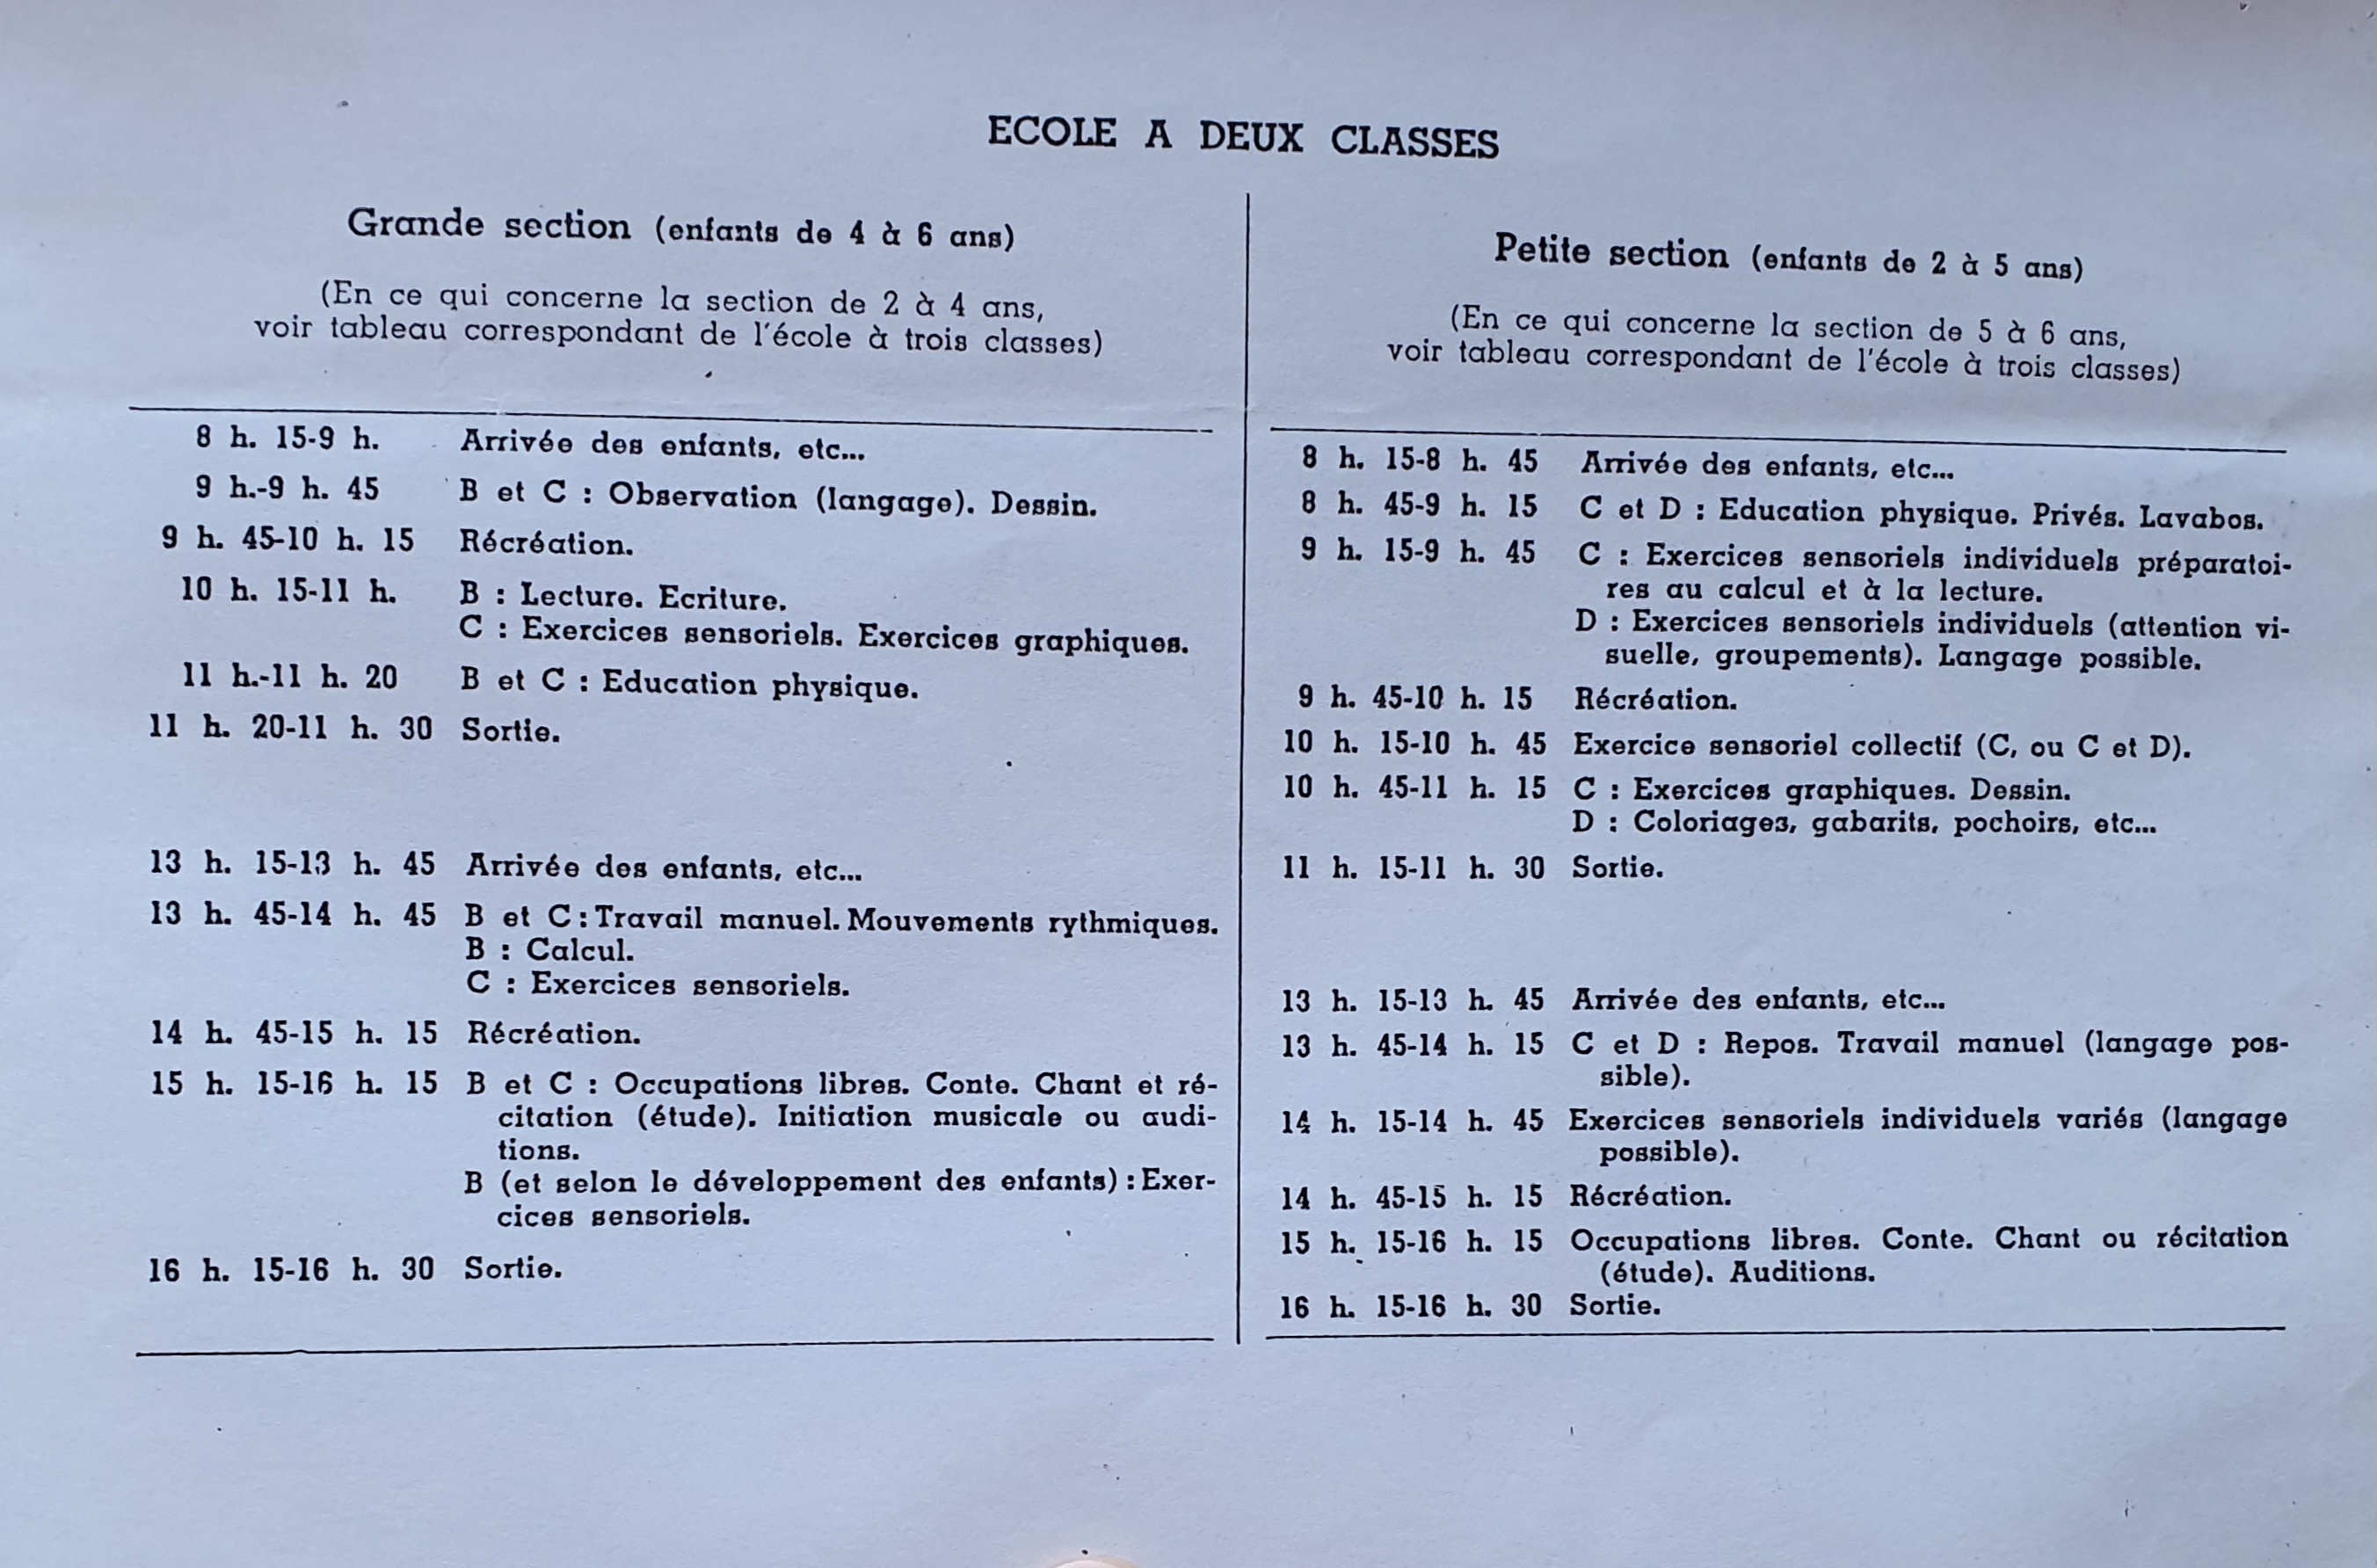 ECOLE A DEUX CLASSES
Grande section (enfants de 4 à 6 ans)
(En ce qui concerne la section de 2 à 4 ans,
voir tableau correspondant de l'école à trois classes)
8 h. 15-9 h. Arrivée des enfants, etc...
9 h.-9 h. 45 B et C : Observation (langage). Dessin.
9 h. 45-10 h. 15 Récréation.
10 h. 15-11 h. B : Lecture. Ecriture.
C : Exercices sensoriels. Exercices graphiques.
11 h.-11 h. 20 B et C : Education physique.
11 h. 20-11 h. 30 Sortie.
13 h. 15-13 h. 45 Arrivée des enfants, etc...
13 h. 45-14 h. 45 B et C : Travail manuel. Mouvements rythmiques.
B : Calcul.
C : Exercices sensoriels.
14 h. 45-15 h. 15 Récréation.
15 h. 15-16 h. 15 B et C : Occupations libres. Conte. Chant et ré-
citation (étude). Initiation musicale ou audi-
tions.
B (et selon le développement des enfants) : Exer-
cices sensoriels.
16 h. 15-16 h. 30 Sortie.
Petite section (enfants de 2 à 5 ans)
(En ce qui concerne la section de 5 à 6 ans,
voir tableau correspondant de l'école à trois classes)
8 h. 15-8 h. 45 Arrivée des enfants, etc...
8 h. 45-9 h. 15 C et D : Education physique. Privés. Lavabos.
9 h. 15-9 h. 45 C : Exercices sensoriels individuels préparatoi-
res au calcul et à la lecture.
D : Exercices sensoriels individuels (attention vi-
suelle, groupements). Langage possible.
9 h. 45-10 h. 15 Récréation.
10 h. 15-10 h. 45 Exercice sensoriel collectif (C, ou C et D).
10 h. 45-11 h. 15 C : Exercices graphiques. Dessin.
D : Coloriages, gabarits, pochoirs, etc...
11 h. 15-11 h. 30 Sortie.
13 h. 15-13 h. 45 Arrivée des enfants, etc...
13 h. 45-14 h. 15 C et D : Repos. Travail manuel (langage pos-
sible).
14 h. 15-14 h. 45 Exercices sensoriels individuels variés (langage
possible).
14 h. 45-15 h. 15 Récréation.
15 h. 15-16 h. 15 Occupations libres. Conte. Chant ou récitation
(étude). Auditions.
16 h. 15-16 h. 30 Sortie.